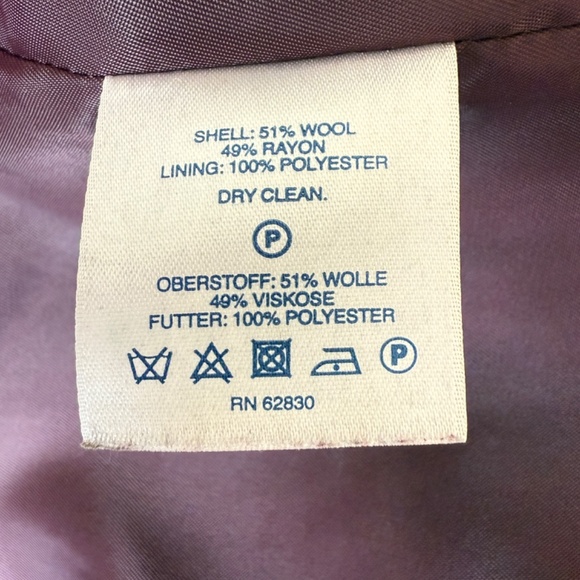 SHELL: 51% WOOL
49% RAYON
LINING: 100% POLYESTER
DRY CLEAN.
P
OBERSTOFF: 51% WOLLE
49% VISKOSE
FUTTER: 100% POLYESTER
P
RN 62830